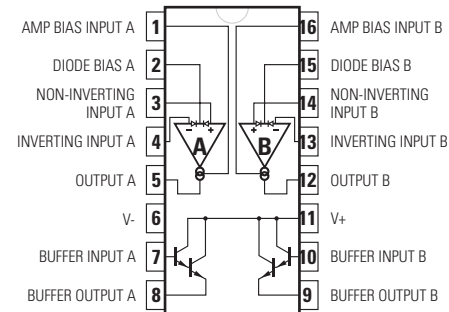 AMP BIAS INPUT A 1 16 AMP BIAS INPUT B
DIODE BIAS A 2 15 DIODE BIAS B
NON-INVERTING
INPUT A 3 14 NON-INVERTING
INPUT B
INVERTING INPUT A 4 - + + - 13 INVERTING INPUT B
A B
OUTPUT A 5 12 OUTPUT B
V- 6 11 V+
BUFFER INPUT A 7 10 BUFFER INPUT B
BUFFER OUTPUT A 8 9 BUFFER OUTPUT B